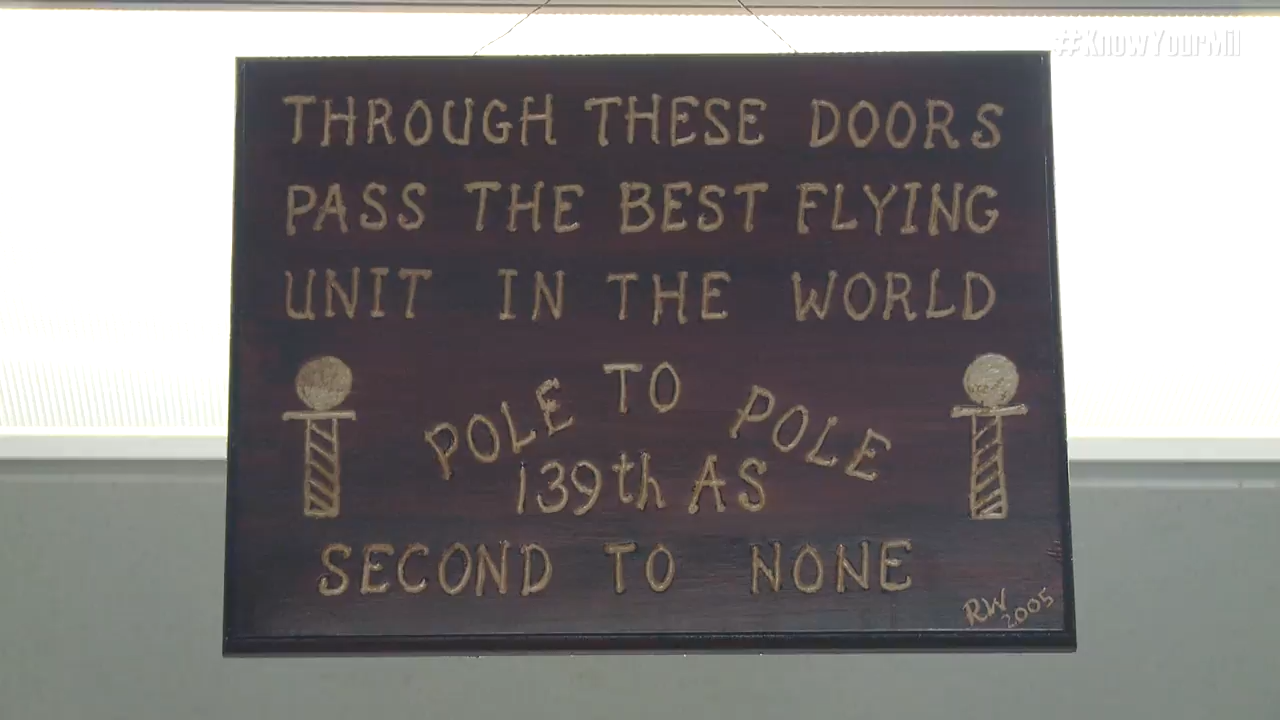 #KnowYourMil
THROUGH THESE DOORS
PASS THE BEST FLYING
UNIT IN THE WORLD
POLE TO POLE
139th AS
SECOND TO NONE
RW
2005